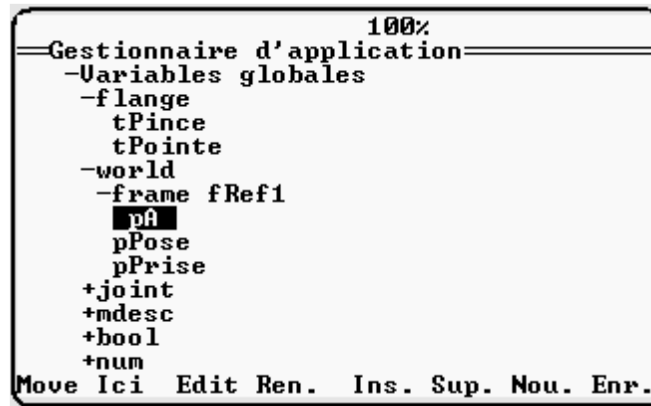 100%
Gestionnaire d'application
-Variables globales
-flange
tPince
tPointe
-world
-frame fRef1
pA
pPose
pPrise
+joint
+mdesc
+bool
+num
Move Ici Edit Ren. Ins. Sup. Nou. Enr.